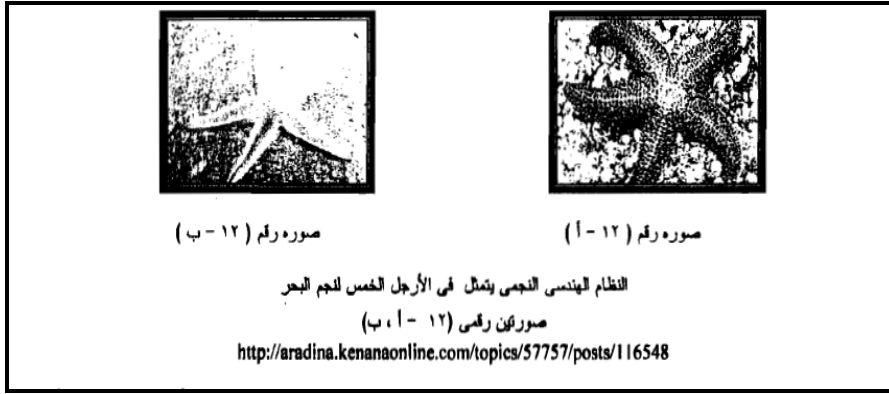 صوره رقم ( ١٢ - أ )
صوره رقم ( ١٢ - ب )
النظام الهندسى النجمى يتمثل فى الأرجل الخمس لنجم البحر
صورتين رقمى (١٢ - أ ، ب)
http://aradina.kenanaonline.com/topics/57757/posts/116548